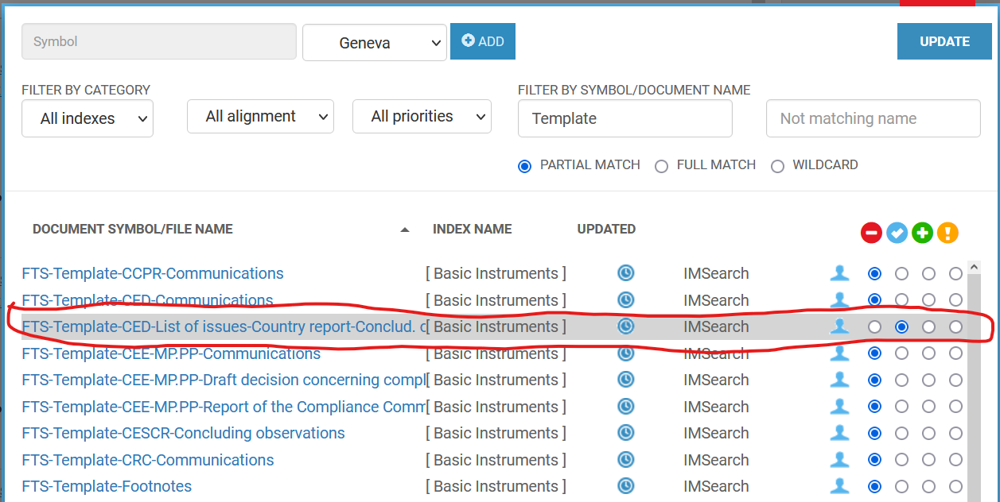 Symbol Geneva ADD UPDATE
FILTER BY CATEGORY FILTER BY SYMBOL/DOCUMENT NAME
All indexes All alignment All priorities Template Not matching name
PARTIAL MATCH FULL MATCH WILDCARD
DOCUMENT SYMBOL/FILE NAME INDEX NAME UPDATED
FTS-Template-CCPR-Communications [ Basic Instruments ] IMSearch
FTS-Template-CED-Communications [ Basic Instruments ] IMSearch
FTS-Template-CED-List of issues-Country report-Conclud. [ Basic Instruments ] IMSearch
FTS-Template-CEE-MP.PP-Communications [ Basic Instruments ] IMSearch
FTS-Template-CEE-MP.PP-Draft decision concerning compl [ Basic Instruments ] IMSearch
FTS-Template-CEE-MP.PP-Report of the Compliance Comm [ Basic Instruments ] IMSearch
FTS-Template-CESCR-Concluding observations [ Basic Instruments ] IMSearch
FTS-Template-CRC-Communications [ Basic Instruments ] IMSearch
FTS-Template-Footnotes [ Basic Instruments ] IMSearch